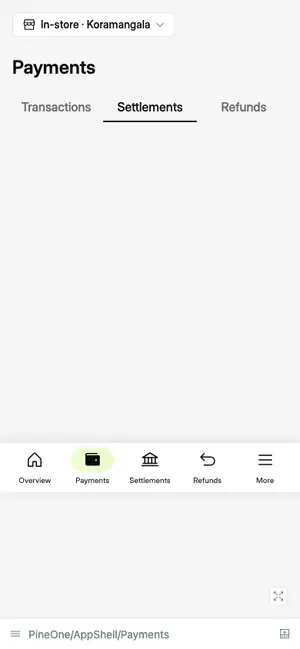 In-store · Koramangala
Payments
Transactions Settlements Refunds
Overview Payments Settlements Refunds More
PineOne/AppShell/Payments